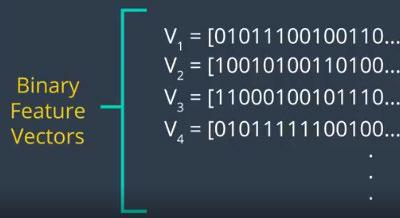 Binary
Feature
Vectors
V1 = [01011100100110...
V2 = [10010100110100...
V3 = [11000100101110...
V4 = [01011111100100...
.
.
.